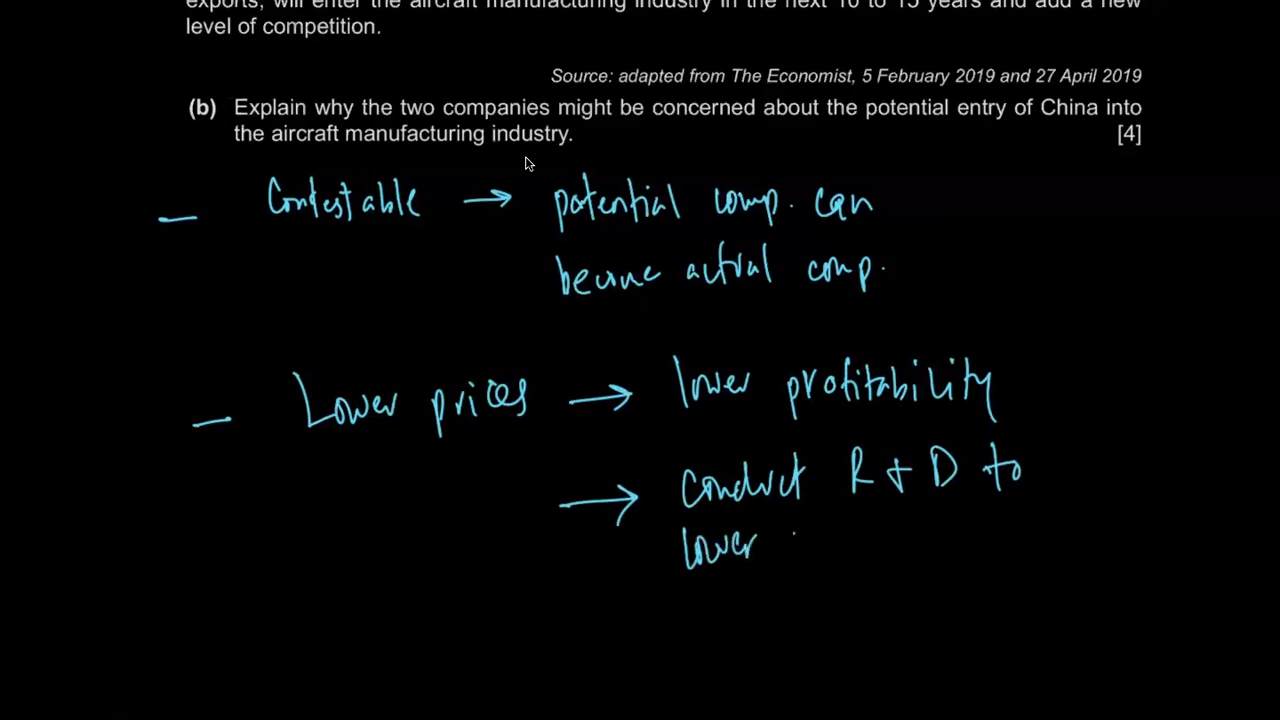 exports, will enter the aircraft manufacturing industry in the next 10 to 15 years and add a new
level of competition.
Source: adapted from The Economist, 5 February 2019 and 27 April 2019
(b) Explain why the two companies might be concerned about the potential entry of China into
the aircraft manufacturing industry. [4]
— Contestable → potential comp. can
become actual comp.
— Lower prices → lower profitability
→ conduct R & D to
lower